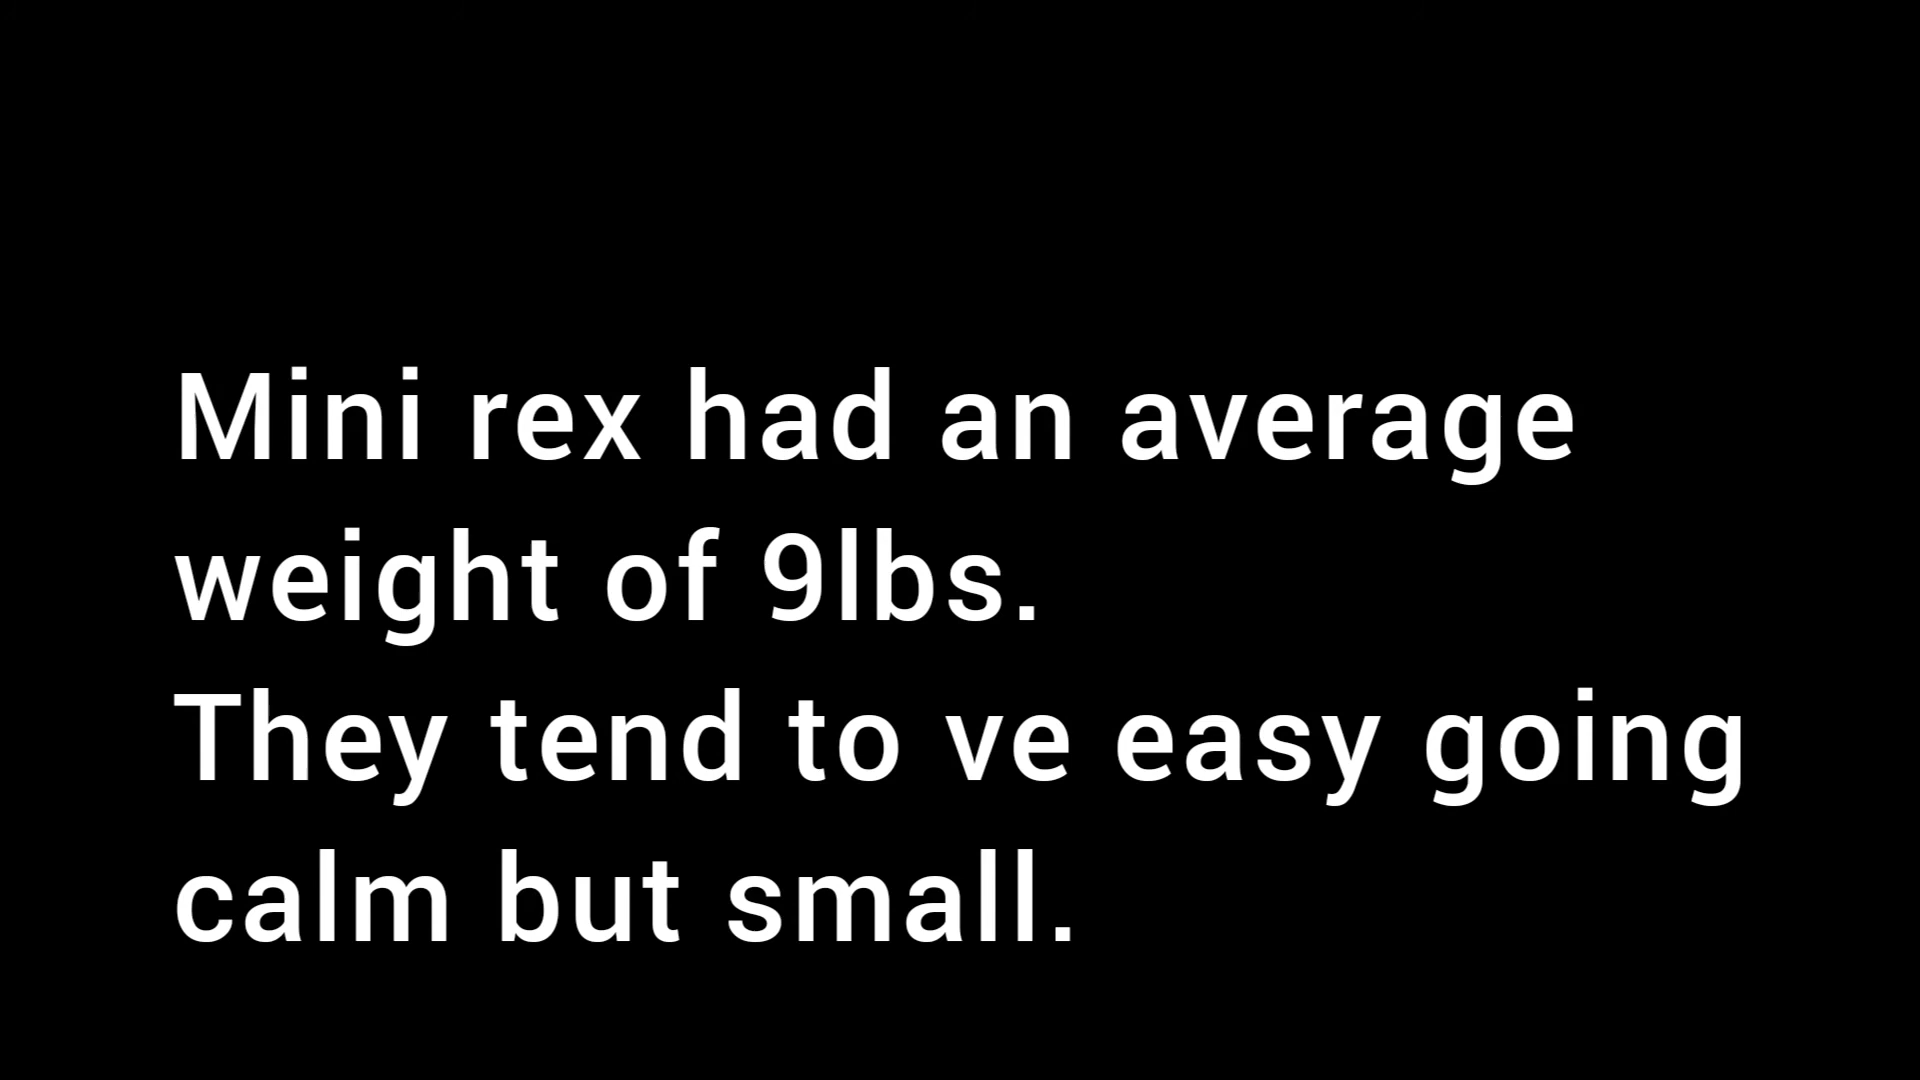 Mini rex had an average
weight of 9lbs.
They tend to ve easy going
calm but small.